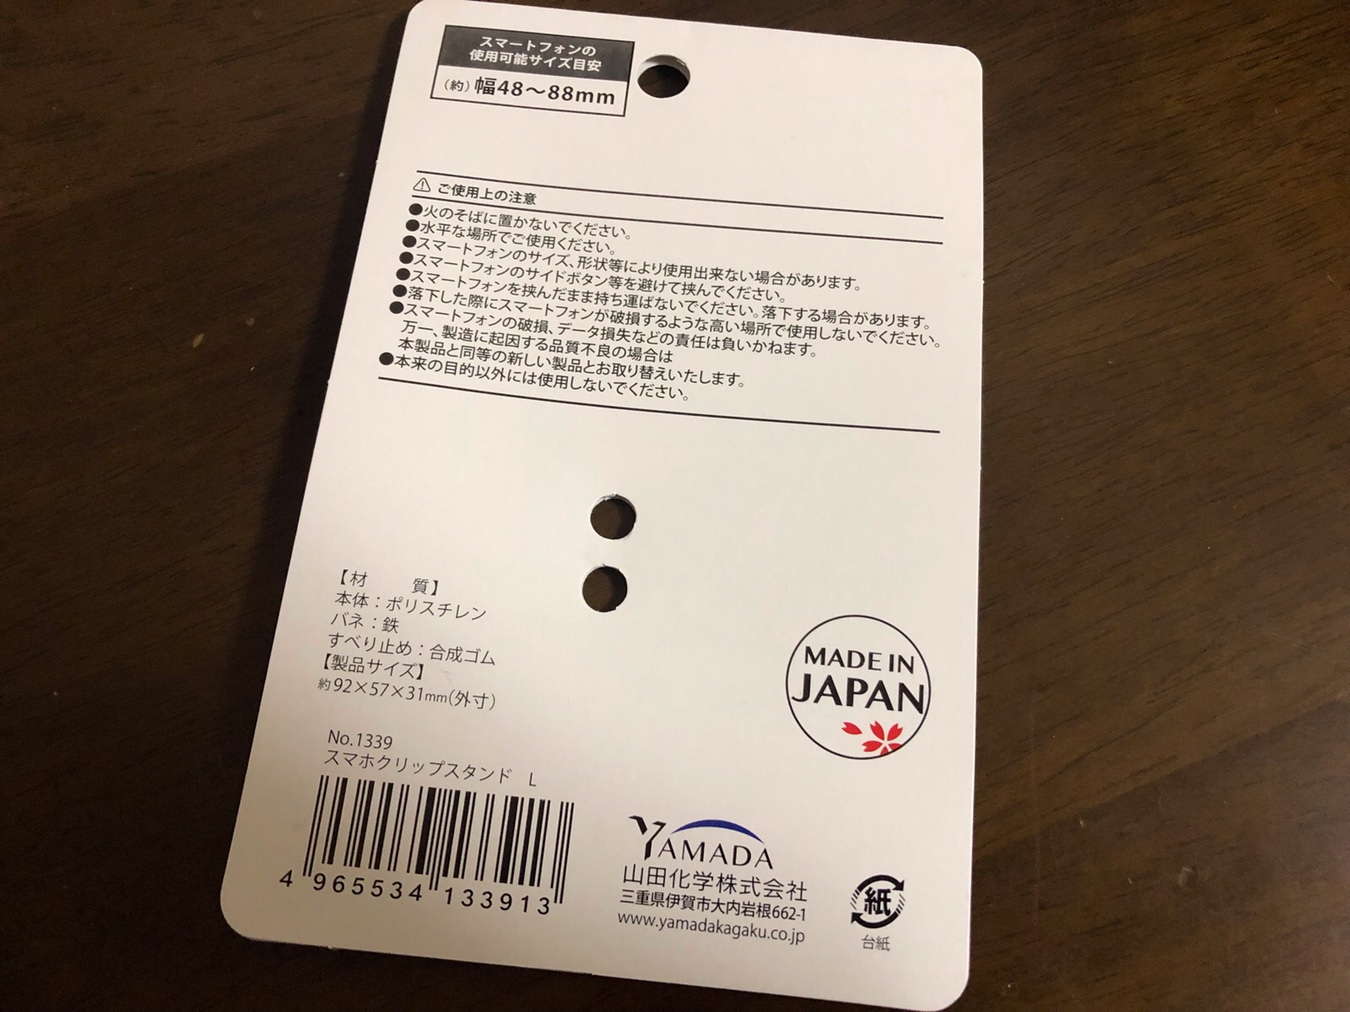 スマートフォンの
使用可能サイズ目安
(約)幅48〜88mm
ご使用上の注意
●火のそばに置かないでください。
●水平な場所でご使用ください。
●スマートフォンのサイズ、形状等により使用出来ない場合があります。
●スマートフォンのサイドボタン等を避けて挟んでください。
●スマートフォンを挟んだまま持ち運ばないでください。落下する場合があります。
●落下した際にスマートフォンが破損するような高い場所で使用しないでください。
●スマートフォンの破損、データ損失などの責任は負いかねます。
万一、製造に起因する品質不良の場合は
本製品と同等の新しい製品とお取り替えいたします。
●本来の目的以外には使用しないでください。
【材　質】
本体：ポリスチレン
バネ：鉄
すべり止め：合成ゴム
【製品サイズ】
約92×57×31mm(外寸)
No.1339
スマホクリップスタンド　L
4 965534 133913
MADE IN
JAPAN
YAMADA
山田化学株式会社
三重県伊賀市大内岩根662-1
www.yamadakagaku.co.jp
紙
台紙